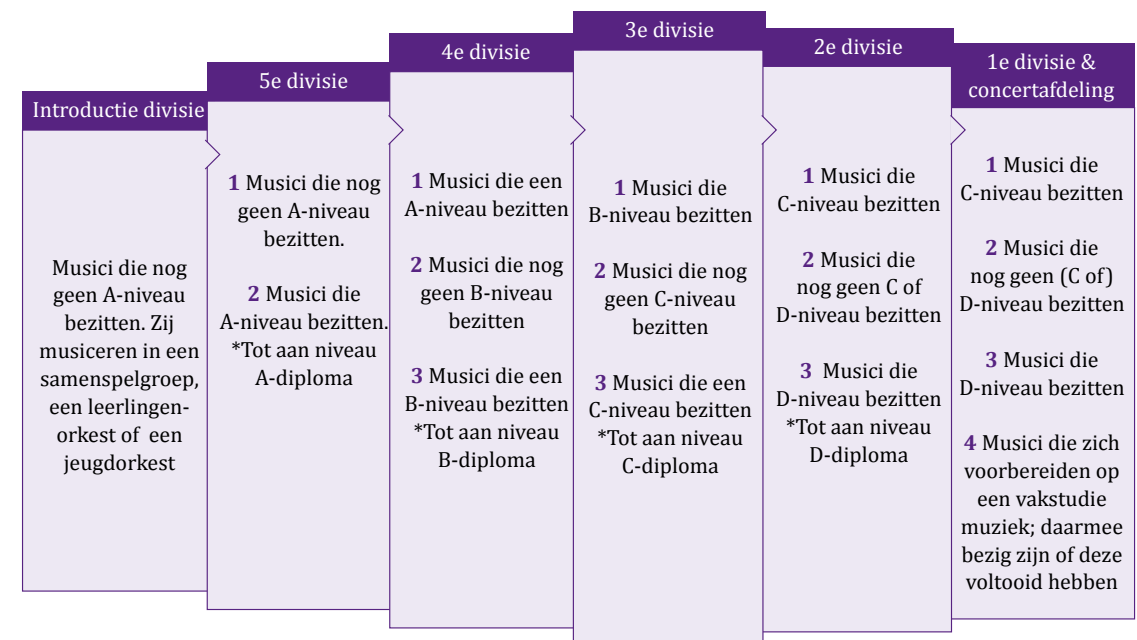 Introductie divisie
Musici die nog
geen A-niveau
bezitten. Zij
musiceren in een
samenspelgroep,
een leerlingen-
orkest of een
jeugdorkest
5e divisie
1 Musici die nog
geen A-niveau
bezitten.
2 Musici die
A-niveau bezitten.
*Tot aan niveau
A-diploma
4e divisie
1 Musici die een
A-niveau bezitten
2 Musici die nog
geen B-niveau
bezitten
3 Musici die een
B-niveau bezitten
*Tot aan niveau
B-diploma
3e divisie
1 Musici die
B-niveau bezitten
2 Musici die nog
geen C-niveau
bezitten
3 Musici die een
C-niveau bezitten
*Tot aan niveau
C-diploma
2e divisie
1 Musici die
C-niveau bezitten
2 Musici die
nog geen C of
D-niveau bezitten
3 Musici die
D-niveau bezitten
*Tot aan niveau
D-diploma
1e divisie &
concertafdeling
1 Musici die
C-niveau bezitten
2 Musici die
nog geen (C of)
D-niveau bezitten
3 Musici die
D-niveau bezitten
4 Musici die zich
voorbereiden op
een vakstudie
muziek; daarmee
bezig zijn of deze
voltooid hebben